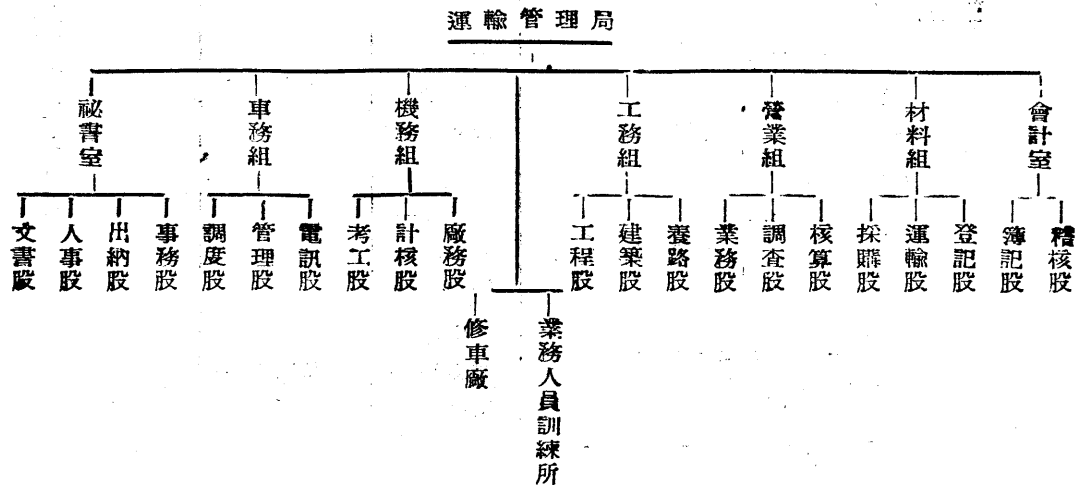 運輸管理局
祕書室
車務組
機務組
工務組
營業組
材料組
會計室
文書股
人事股
出納股
事務股
調度股
管理股
電訊股
考工股
計核股
廠務股
工程股
建築股
養路股
業務股
調查股
核算股
採購股
運輸股
登記股
簿記股
稽核股
修車廠
業務人員訓練所